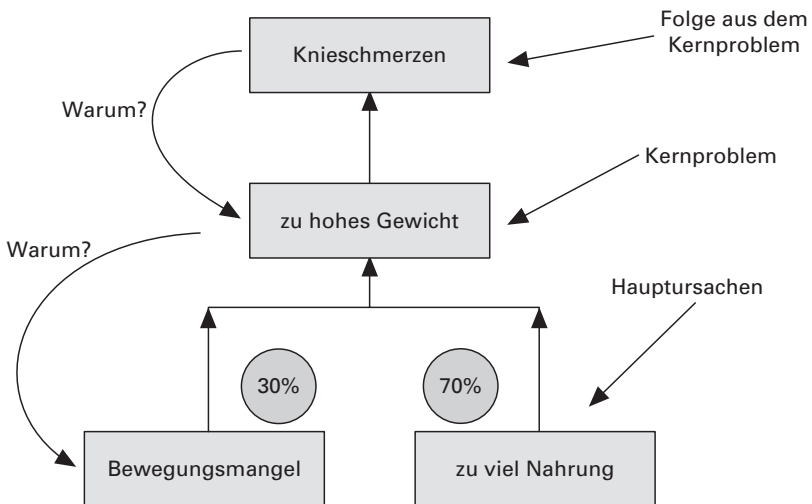 Folge aus dem
Kernproblem
Knieschmerzen
Warum?
Kernproblem
zu hohes Gewicht
Warum?
Hauptursachen
30%
70%
Bewegungsmangel
zu viel Nahrung